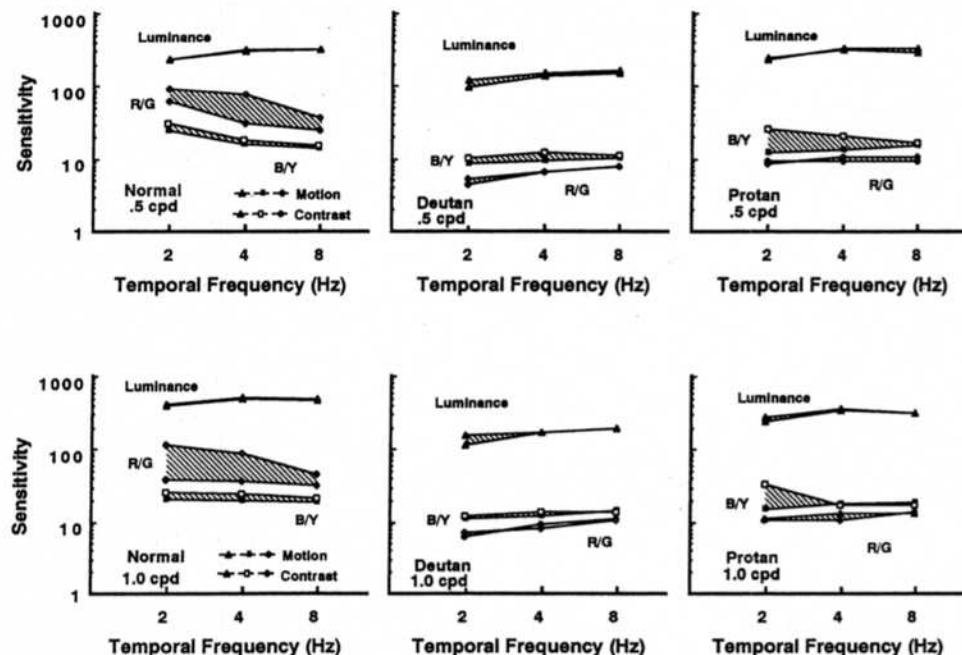 1000
100
10
1
Sensitivity
Luminance
R/G
B/Y
Normal
.5 cpd
Motion
Contrast
2 4 8
Temporal Frequency (Hz)
Luminance
B/Y
R/G
Deutan
.5 cpd
2 4 8
Temporal Frequency (Hz)
Luminance
B/Y
R/G
Protan
.5 cpd
2 4 8
Temporal Frequency (Hz)
1000
100
10
1
Sensitivity
Luminance
R/G
B/Y
Normal
1.0 cpd
Motion
Contrast
2 4 8
Temporal Frequency (Hz)
Luminance
B/Y
R/G
Deutan
1.0 cpd
2 4 8
Temporal Frequency (Hz)
Luminance
B/Y
R/G
Protan
1.0 cpd
2 4 8
Temporal Frequency (Hz)